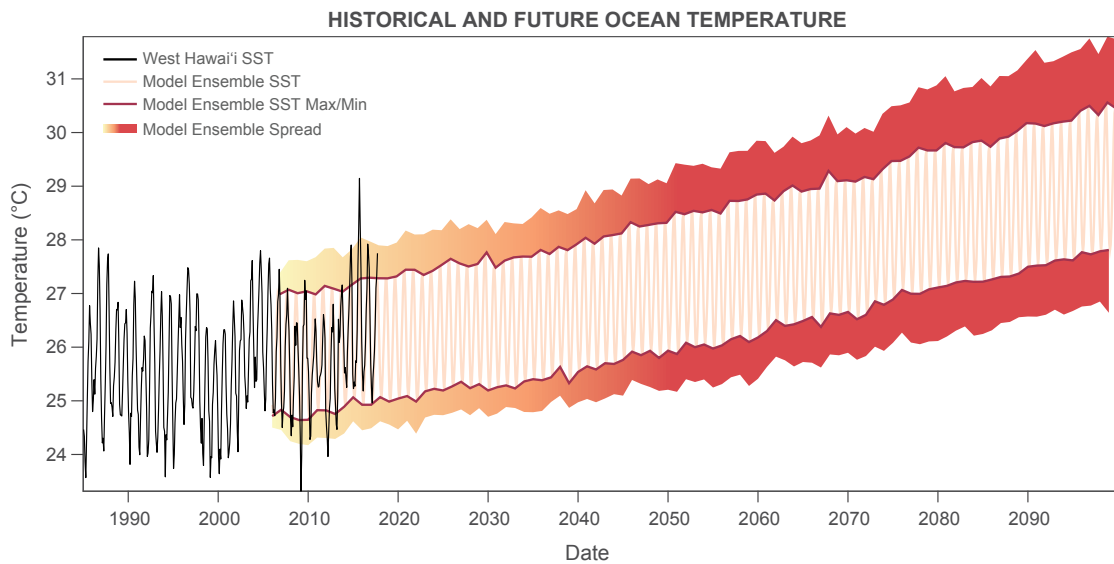 HISTORICAL AND FUTURE OCEAN TEMPERATURE
West Hawaiʻi SST
Model Ensemble SST
Model Ensemble SST Max/Min
Model Ensemble Spread
Temperature (°C)
31
30
29
28
27
26
25
24
1990
2000
2010
2020
2030
2040
2050
2060
2070
2080
2090
Date